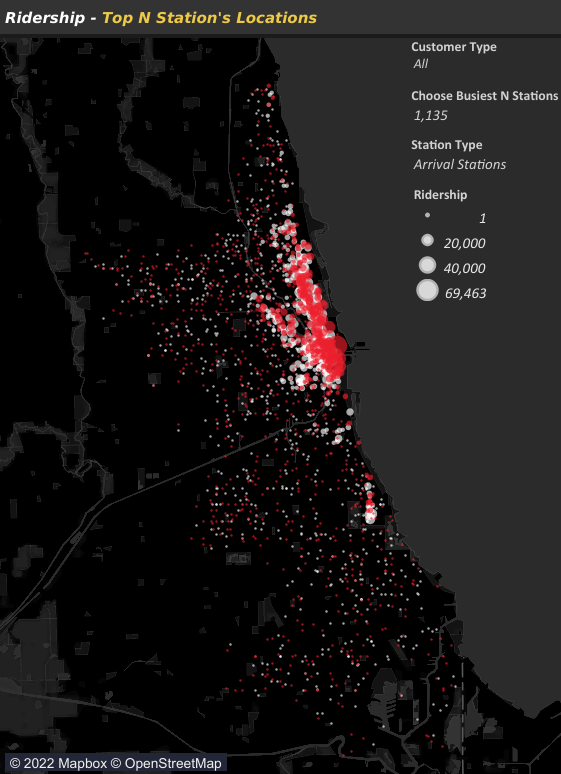 Ridership - Top N Station's Locations
Customer Type
All
Choose Busiest N Stations
1,135
Station Type
Arrival Stations
Ridership
1
20,000
40,000
69,463
© 2022 Mapbox © OpenStreetMap